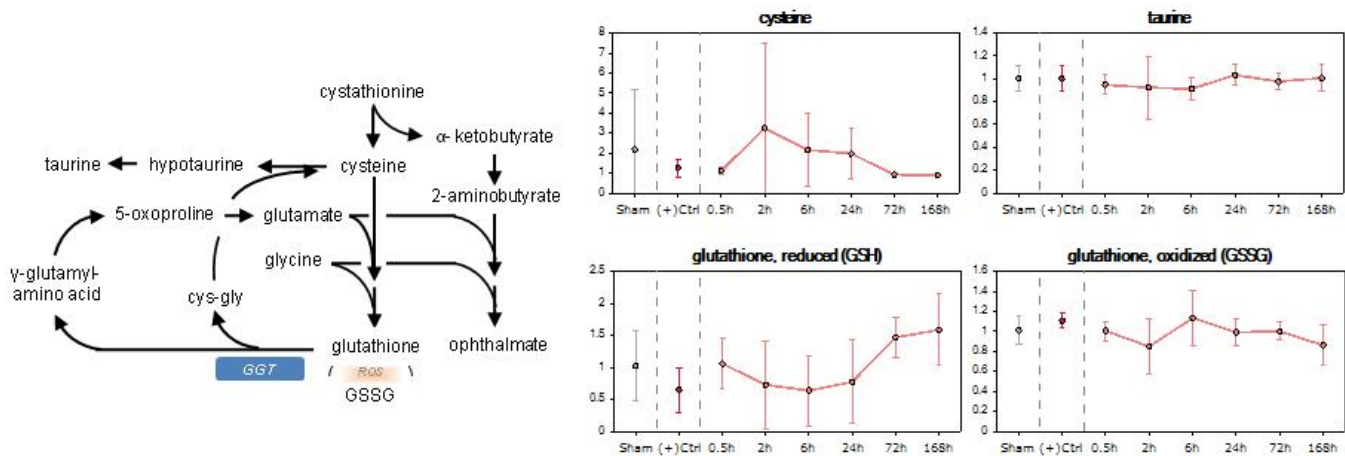 cystathionine
α- ketobutyrate
taurine
hypotaurine
cysteine
2-aminobutyrate
5-oxoproline
glutamate
glycine
γ-glutamyl-
amino acid
cys-gly
glutathione
ophthalmate
GGT
( ROS )
GSSG
cysteine
8
7
6
5
4
3
2
1
0
Sham (+)Ctrl 0.5h 2h 6h 24h 72h 168h
taurine
1.4
1.2
1
0.8
0.6
0.4
0.2
0
Sham (+)Ctrl 0.5h 2h 6h 24h 72h 168h
glutathione, reduced (GSH)
2.5
2
1.5
1
0.5
0
Sham (+)Ctrl 0.5h 2h 6h 24h 72h 168h
glutathione, oxidized (GSSG)
1.6
1.4
1.2
1
0.8
0.6
0.4
0.2
0
Sham (+)Ctrl 0.5h 2h 6h 24h 72h 168h